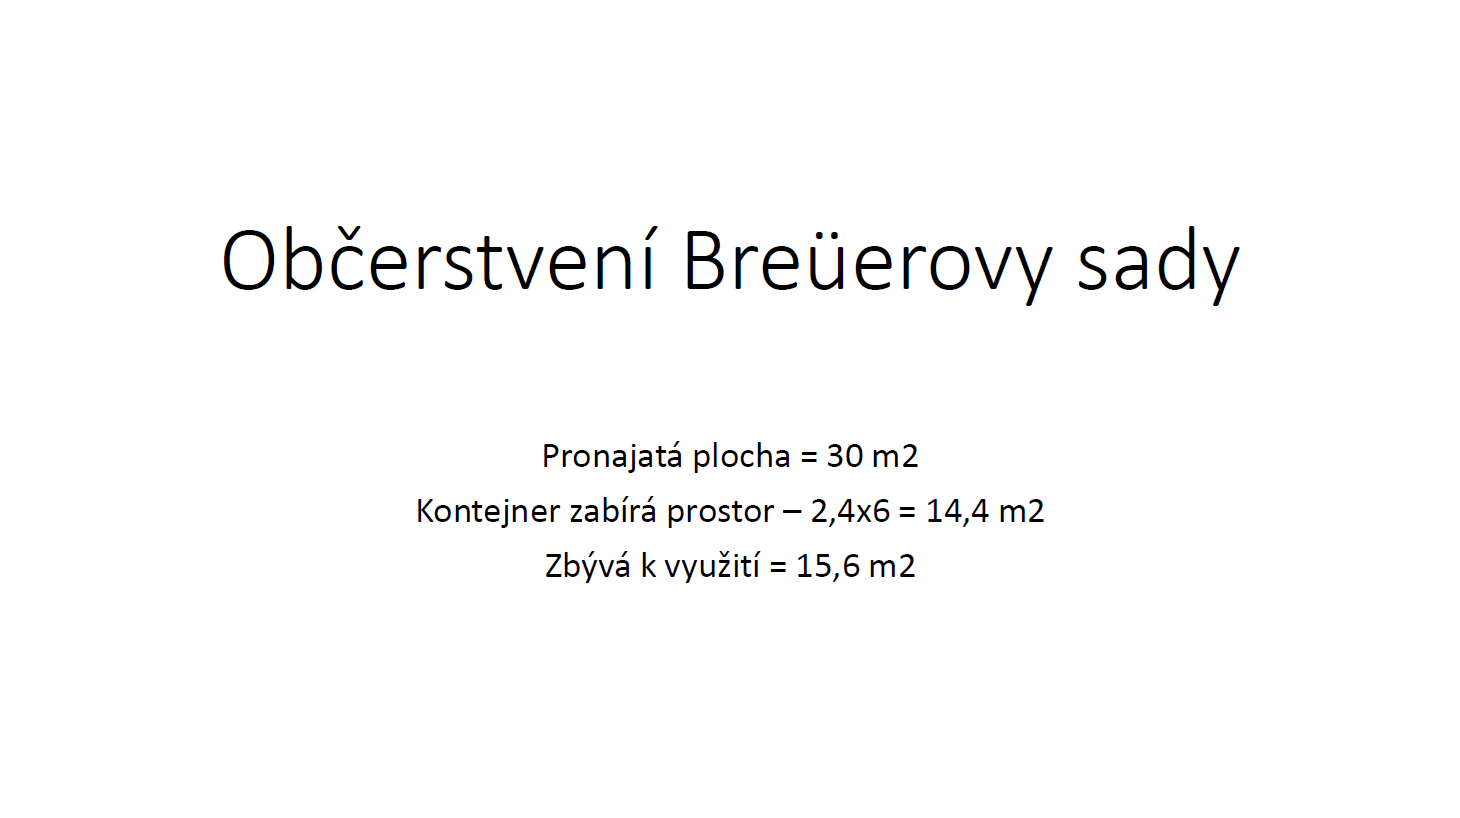 Občerstvení Breüerovy sady
Pronajatá plocha = 30 m2
Kontejner zabírá prostor – 2,4x6 = 14,4 m2
Zbývá k využití = 15,6 m2